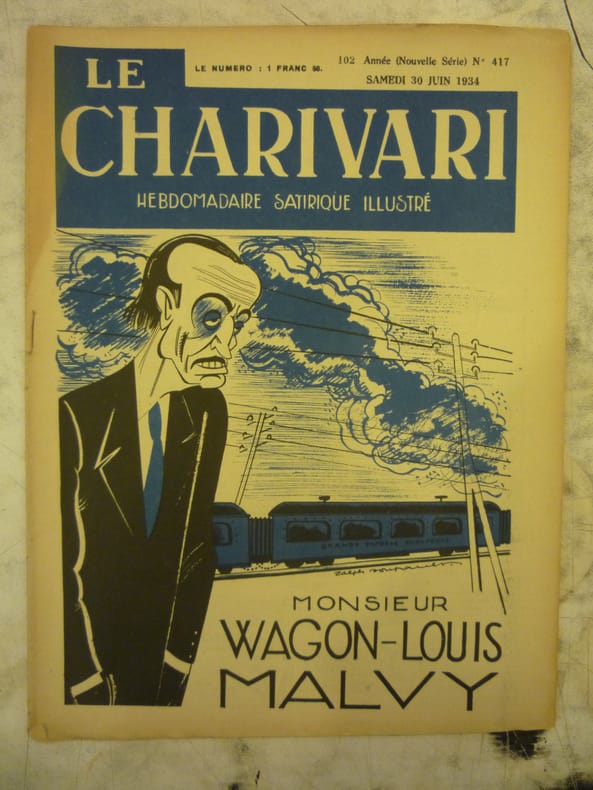 LE
LE NUMERO : 1 FRANC 50.
102 Année (Nouvelle Série) N° 417
SAMEDI 30 JUIN 1934
CHARIVARI
HEBDOMADAIRE SATIRIQUE ILLUSTRÉ
GRANDS
MONSIEUR
WAGON-LOUIS
MALVY